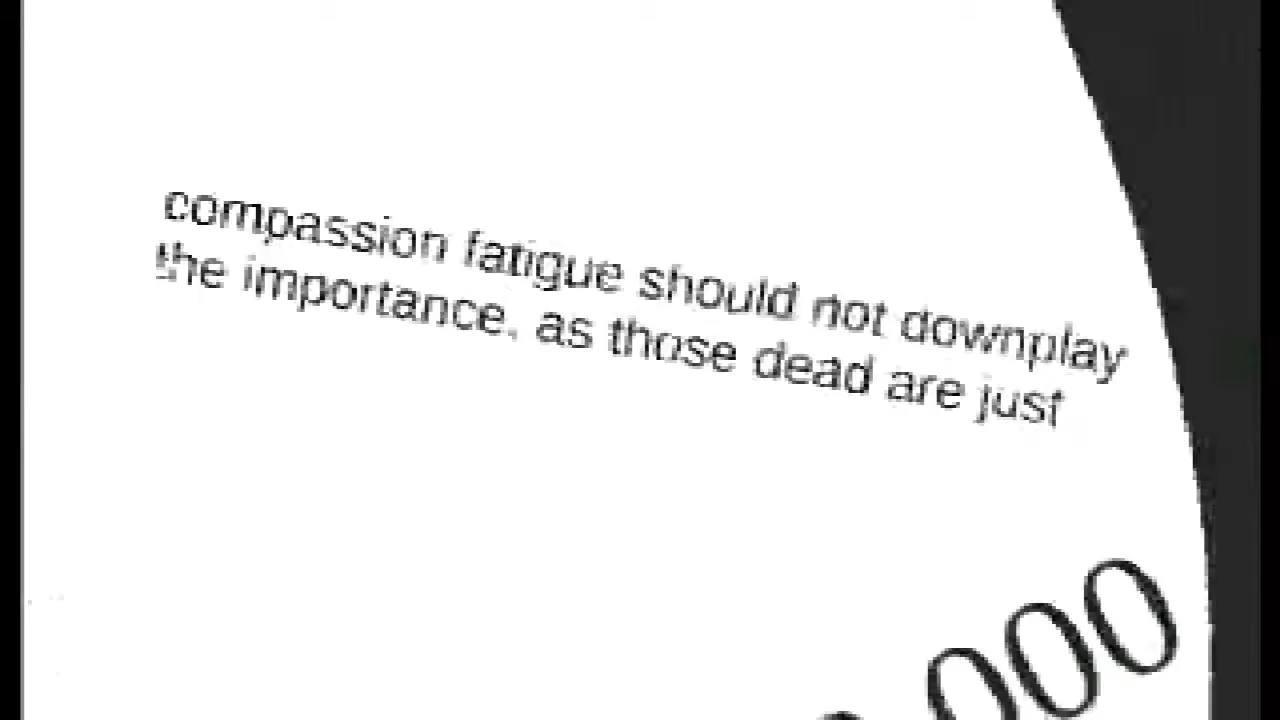 compassion fatigue should not downplay
the importance. as those dead are just
000